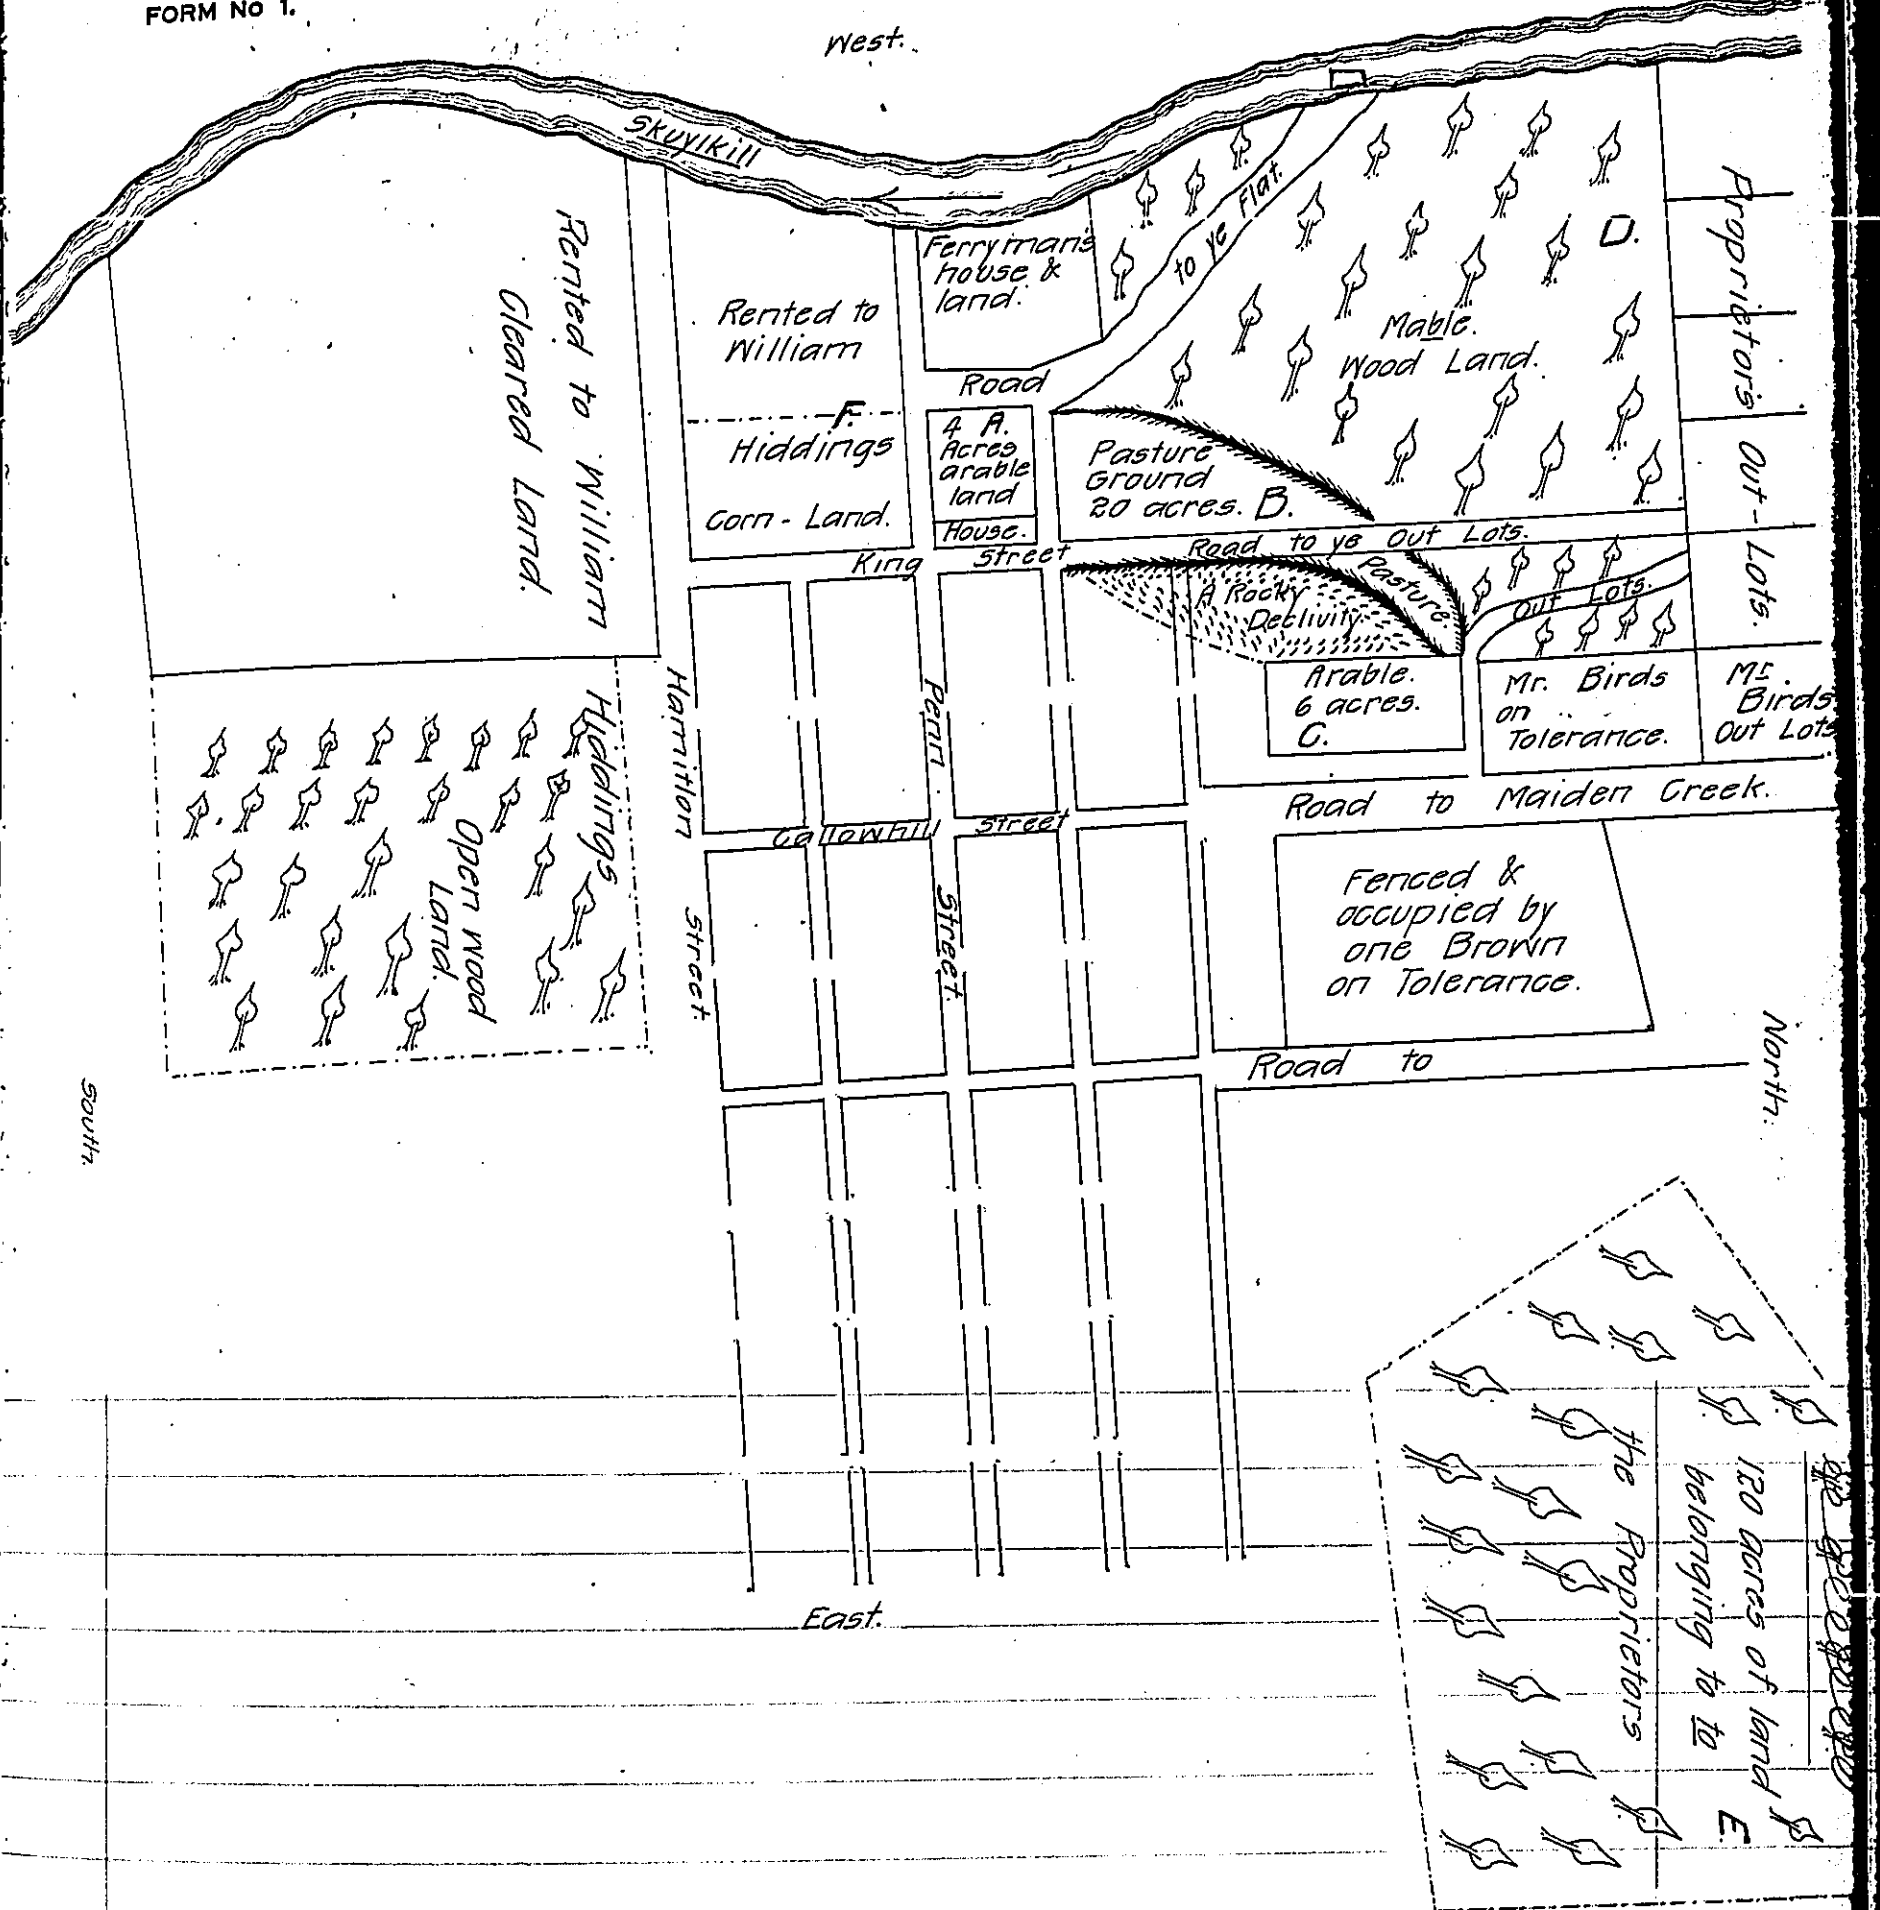 FORM No 1.
West.
Skuylkill
Rented to William
Cleared Land.
Rented to
William
F.
Hiddings
Corn - Land.
Ferryman's
house &
land.
to ye Flat.
Road
4 A.
Acres
arable
land
House.
Pasture
Ground
20 acres. B.
D.
Mable.
Wood Land.
Proprietors Out-Lots.
King Street
Road to ye Out Lots.
Pasture.
A Rocky
Declivity
Out Lots.
Arable.
6 acres.
C.
Mr. Birds
on
Tolerance.
Mr.
Birds
Out Lots
Hiddings
Open Wood
Land.
Hamiltion Street.
Penn Street.
Callowhill Street
Road to Maiden Creek.
Fenced &
occupied by
one Brown
on Tolerance.
Road to
North.
South.
120 acres of land
belonging to to
the Proprietors
E.
East.